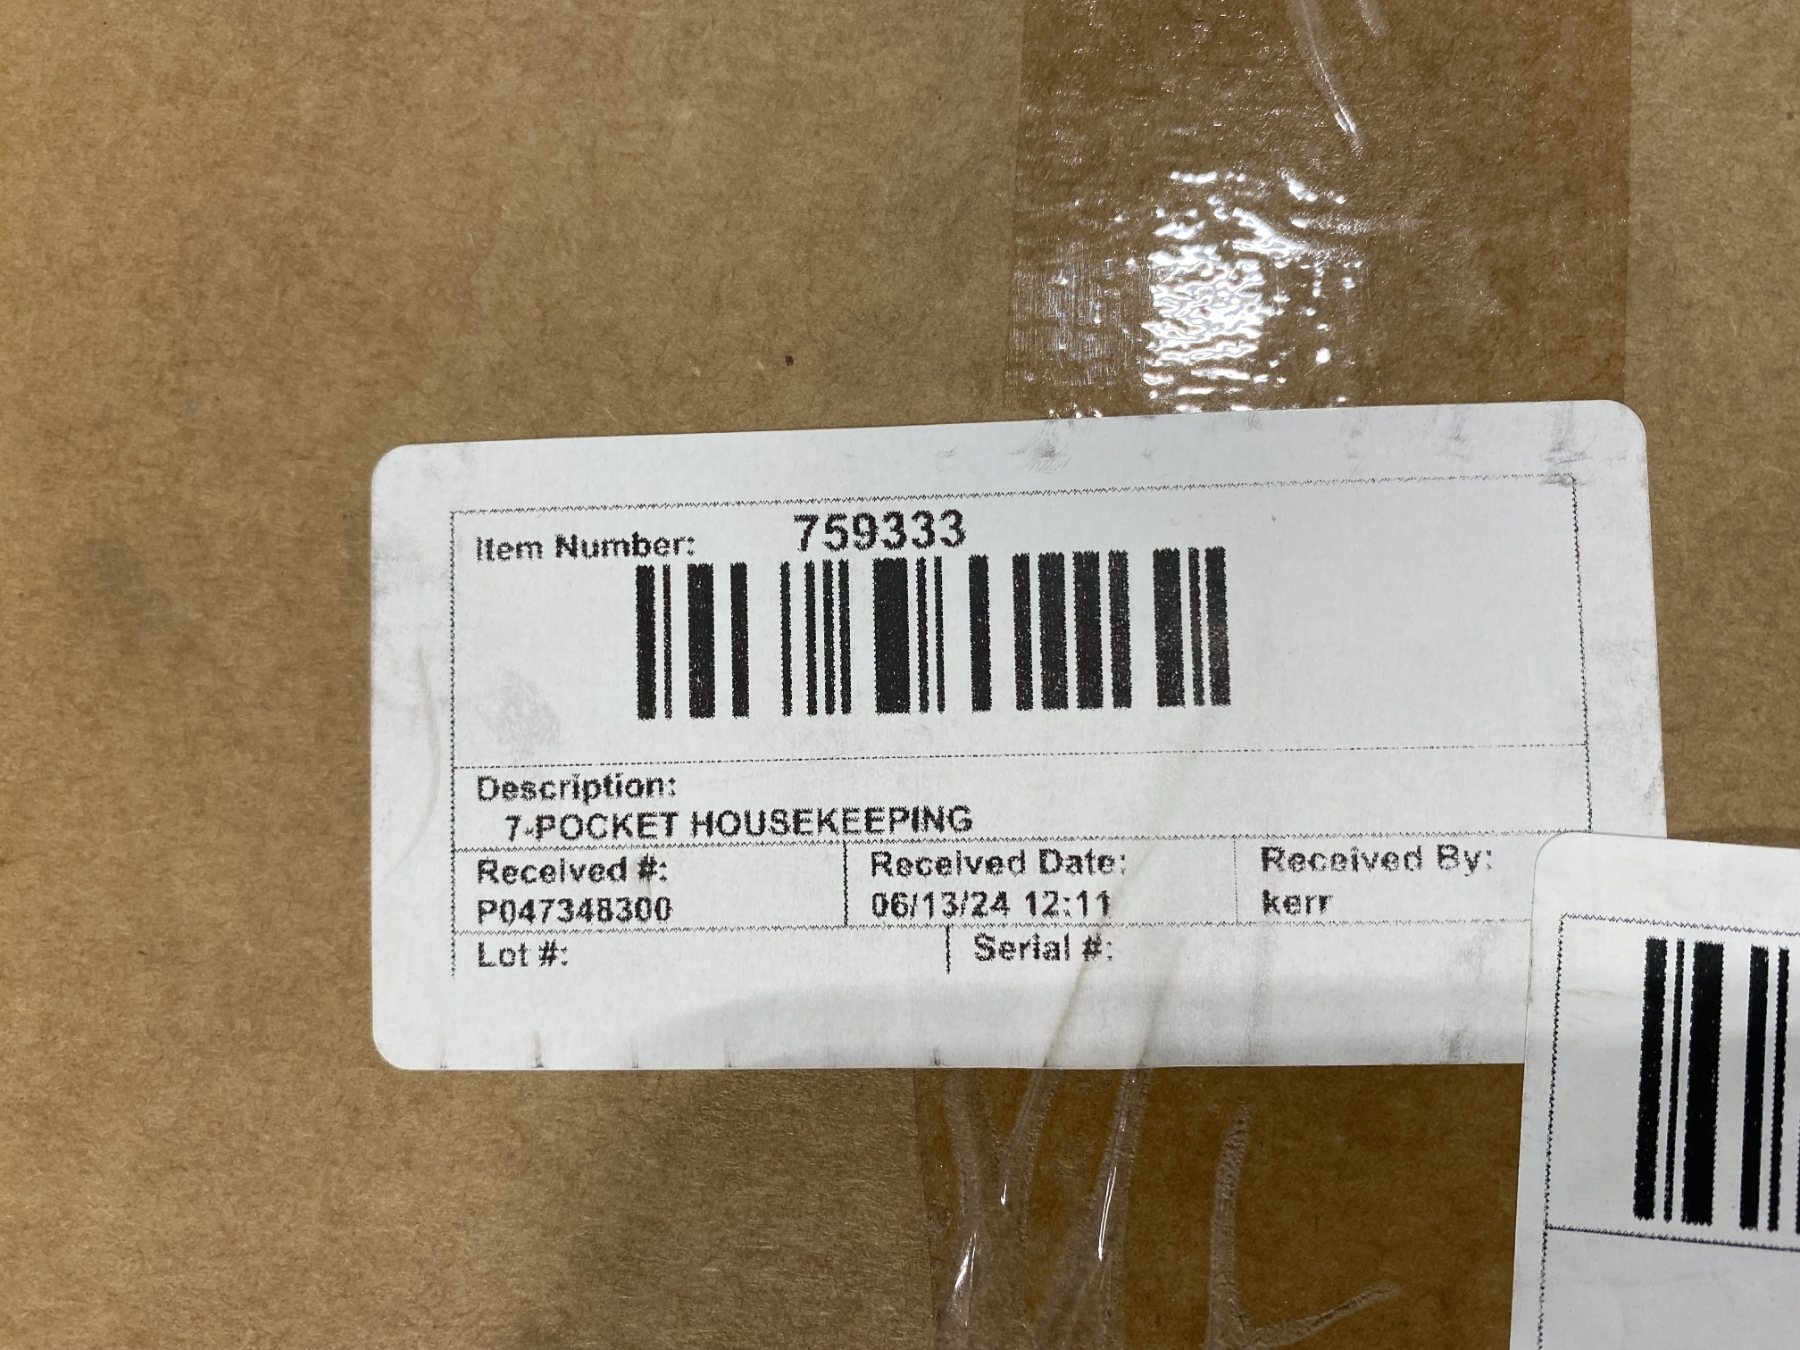 Item Number: 759333
Description:
7-POCKET HOUSEKEEPING
Received #: Received Date: Received By:
P047348300 06/13/24 12:11 kerr
Lot #: Serial #: